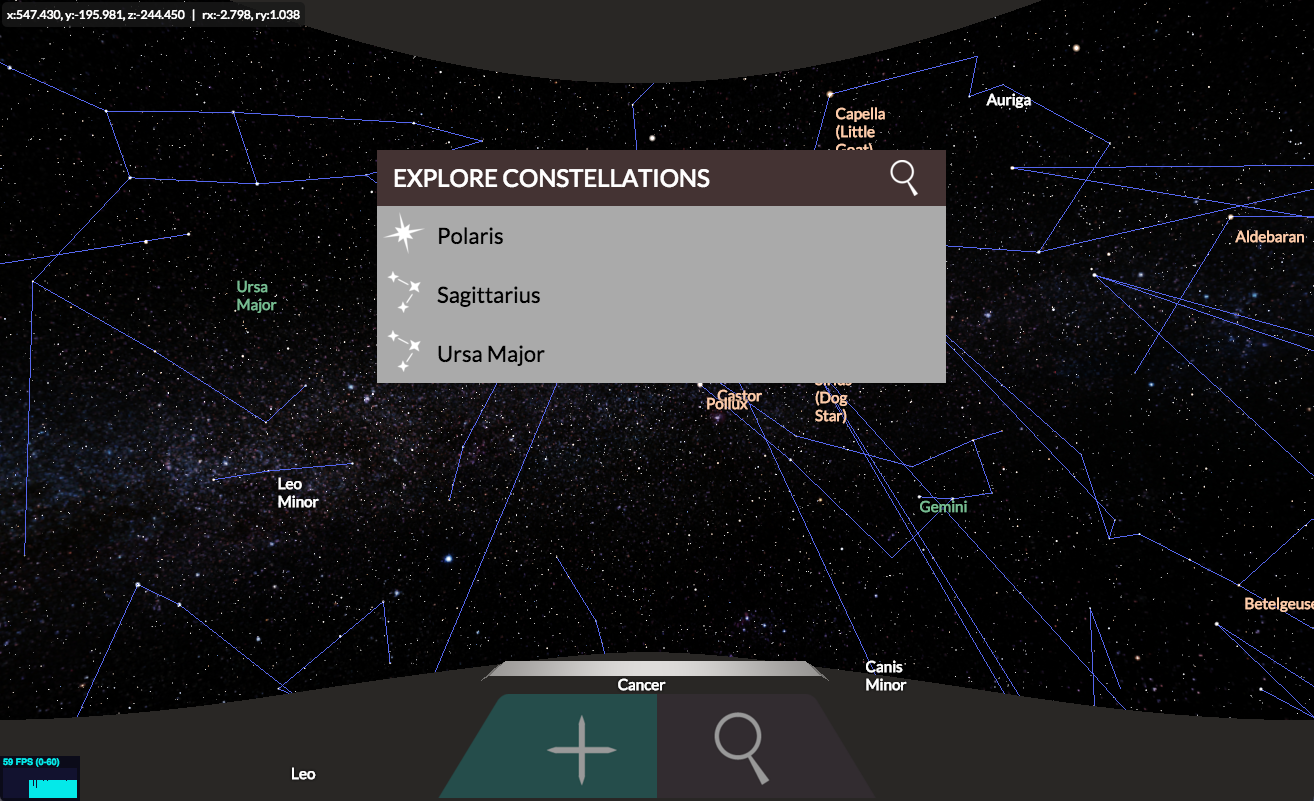 x:547.430, y:-195.981, z:-244.450 | rx:-2.798, ry:1.038
Auriga
Capella
(Little
Goat)
EXPLORE CONSTELLATIONS
Polaris
Sagittarius
Ursa Major
Aldebaran
Ursa
Major
Castor
Pollux
Sirius
(Dog
Star)
Leo
Minor
Gemini
Betelgeuse
Canis
Minor
Cancer
59 FPS (0-60)
Leo